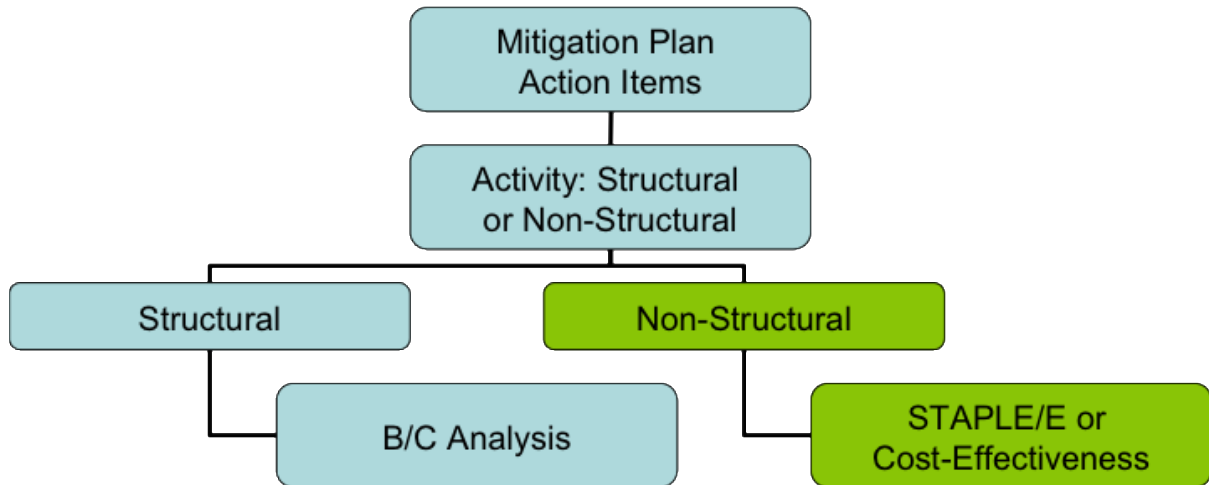 Mitigation Plan
Action Items
Activity: Structural
or Non-Structural
Structural
Non-Structural
B/C Analysis
STAPLE/E or
Cost-Effectiveness